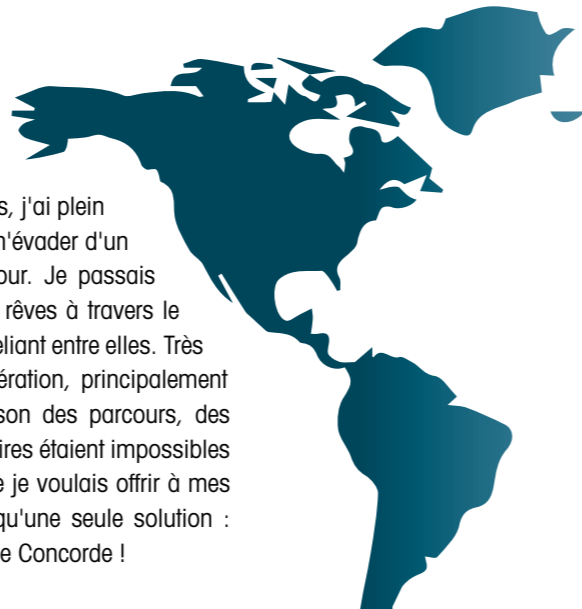 s, j'ai plein
n'évader d'un
our. Je passais
rêves à travers le
eliant entre elles. Très
ération, principalement
son des parcours, des
ires étaient impossibles
e je voulais offrir à mes
qu'une seule solution :
e Concorde !